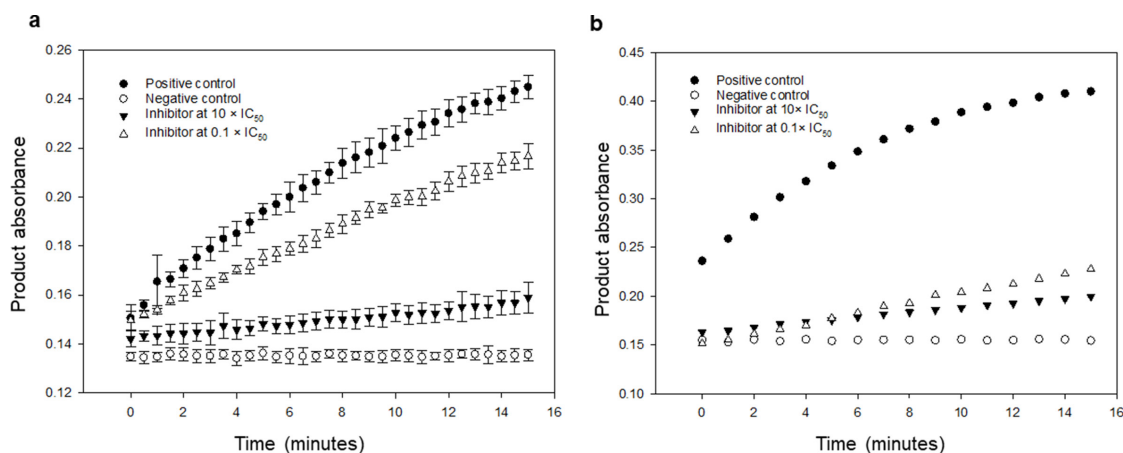 a
0.26
0.24
0.22
0.20
0.18
0.16
0.14
0.12
Product absorbance
Positive control
Negative control
Inhibitor at 10 × IC50
Inhibitor at 0.1× IC50
0 2 4 6 8 10 12 14 16
Time (minutes)
b
0.45
0.40
0.35
0.30
0.25
0.20
0.15
0.10
Product absorbance
Positive control
Negative control
Inhibitor at 10× IC50
Inhibitor at 0.1× IC50
0 2 4 6 8 10 12 14 16
Time (minutes)